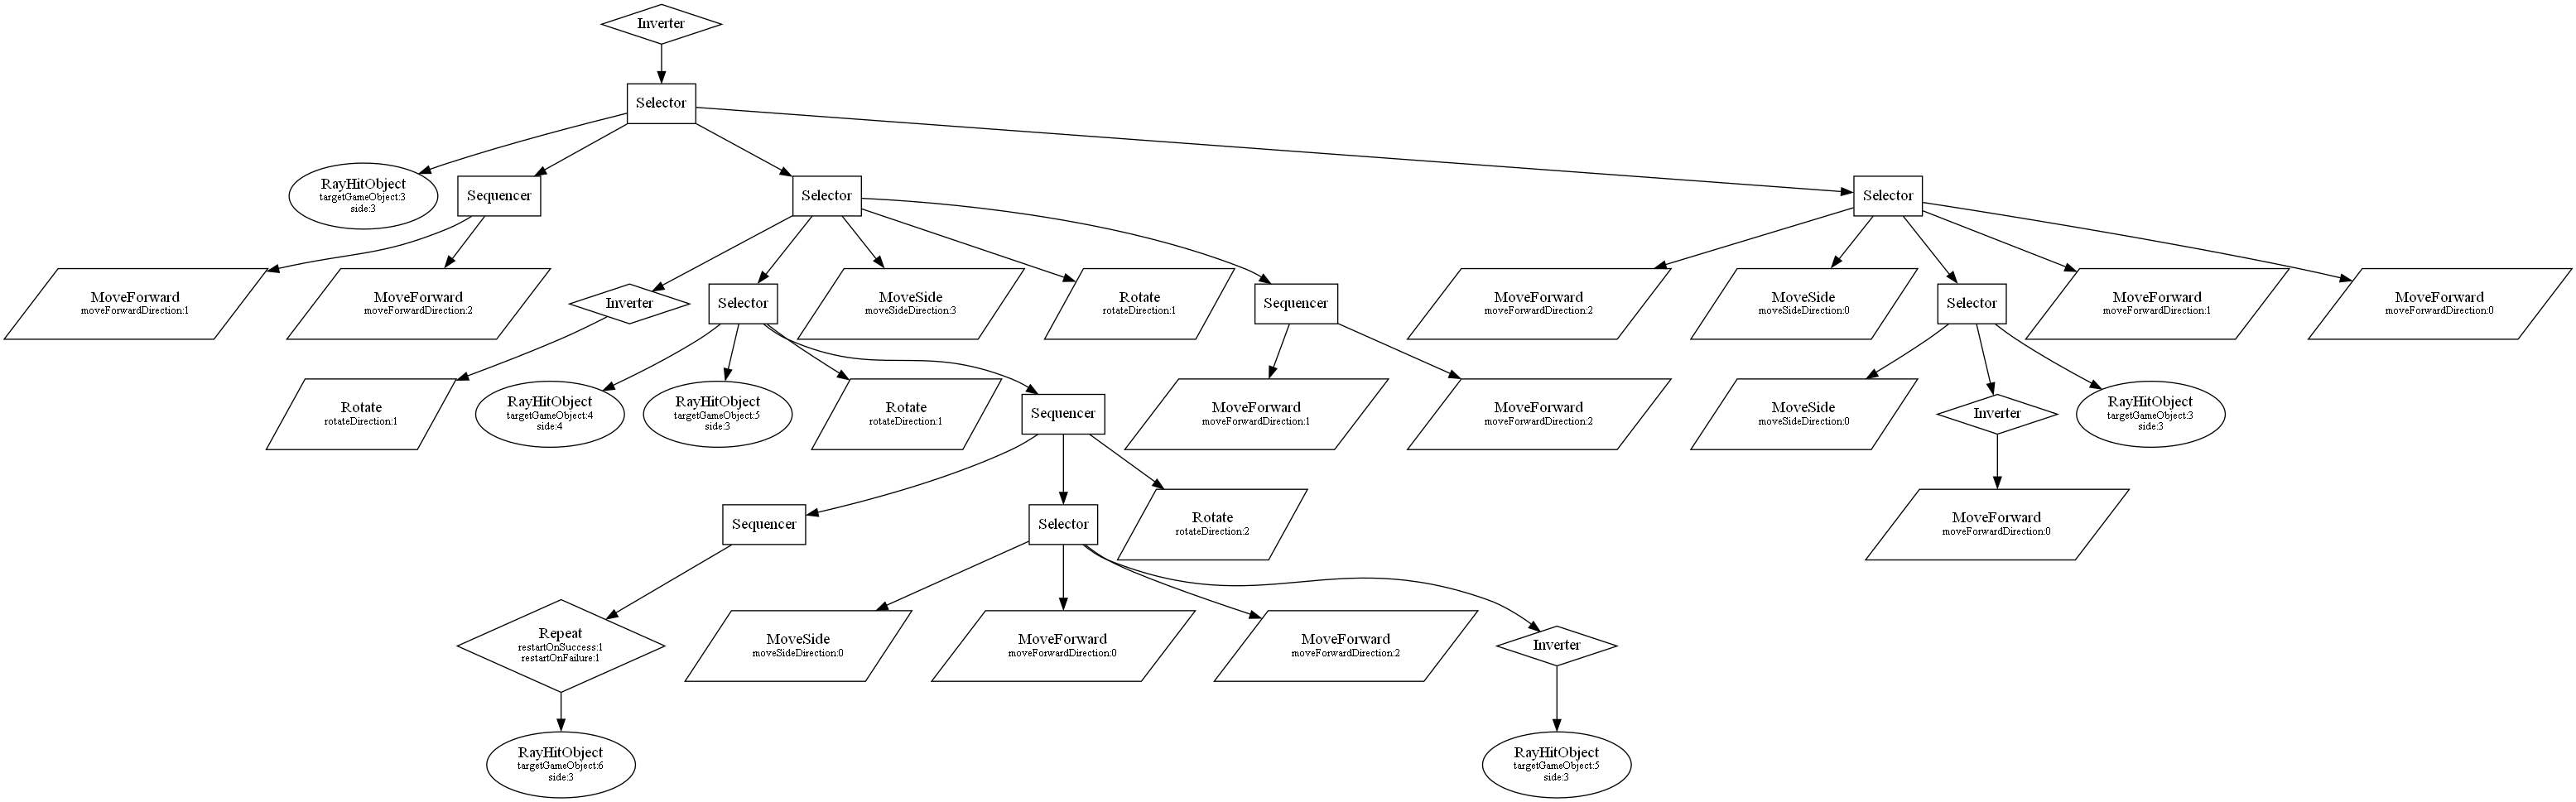 Inverter
Selector
RayHitObject
targetGameObject:3
side:3
Sequencer
Selector
Selector
MoveForward
moveForwardDirection:1
MoveForward
moveForwardDirection:2
Inverter
Selector
MoveSide
moveSideDirection:3
Rotate
rotateDirection:1
Sequencer
MoveForward
moveForwardDirection:2
MoveSide
moveSideDirection:0
Selector
MoveForward
moveForwardDirection:1
MoveForward
moveForwardDirection:0
Rotate
rotateDirection:1
RayHitObject
targetGameObject:4
side:4
RayHitObject
targetGameObject:5
side:3
Rotate
rotateDirection:1
Sequencer
MoveForward
moveForwardDirection:1
MoveForward
moveForwardDirection:2
MoveSide
moveSideDirection:0
Inverter
RayHitObject
targetGameObject:3
side:3
Sequencer
Selector
Rotate
rotateDirection:2
MoveForward
moveForwardDirection:0
Repeat
restartOnSuccess:1
restartOnFailure:1
MoveSide
moveSideDirection:0
MoveForward
moveForwardDirection:0
MoveForward
moveForwardDirection:2
Inverter
RayHitObject
targetGameObject:6
side:3
RayHitObject
targetGameObject:5
side:3